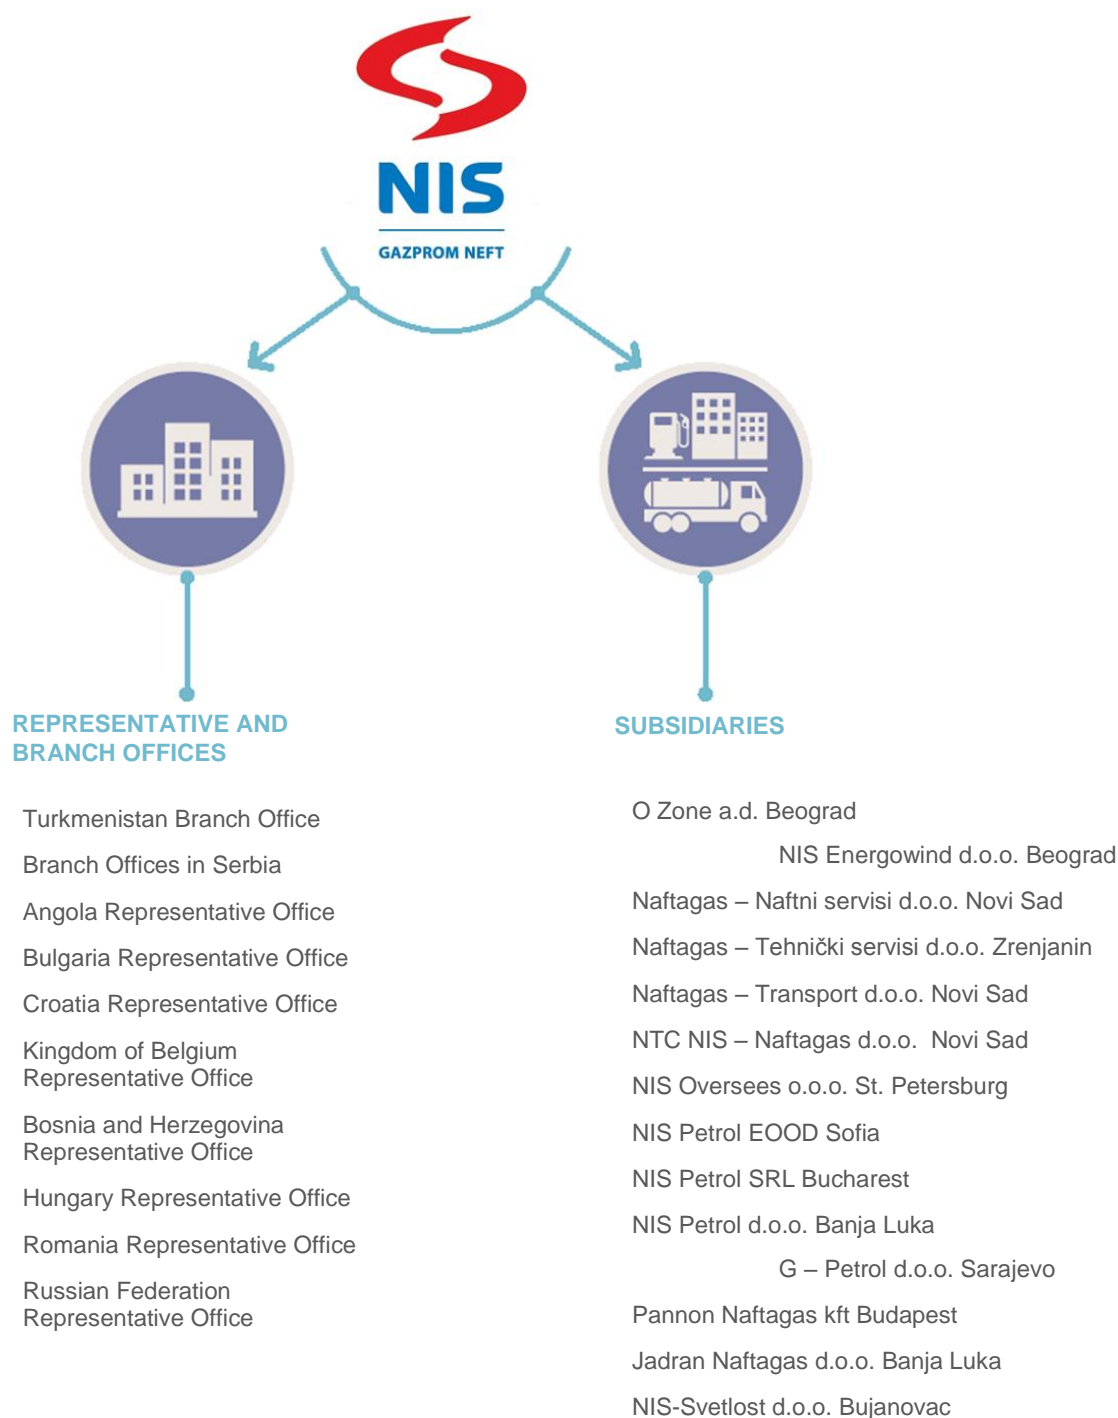 NIS
GAZPROM NEFT
REPRESENTATIVE AND
BRANCH OFFICES
Turkmenistan Branch Office
Branch Offices in Serbia
Angola Representative Office
Bulgaria Representative Office
Croatia Representative Office
Kingdom of Belgium
Representative Office
Bosnia and Herzegovina
Representative Office
Hungary Representative Office
Romania Representative Office
Russian Federation
Representative Office
SUBSIDIARIES
O Zone a.d. Beograd
NIS Energowind d.o.o. Beograd
Naftagas – Naftni servisi d.o.o. Novi Sad
Naftagas – Tehnički servisi d.o.o. Zrenjanin
Naftagas – Transport d.o.o. Novi Sad
NTC NIS – Naftagas d.o.o.  Novi Sad
NIS Oversees o.o.o. St. Petersburg
NIS Petrol EOOD Sofia
NIS Petrol SRL Bucharest
NIS Petrol d.o.o. Banja Luka
G – Petrol d.o.o. Sarajevo
Pannon Naftagas kft Budapest
Jadran Naftagas d.o.o. Banja Luka
NIS-Svetlost d.o.o. Bujanovac